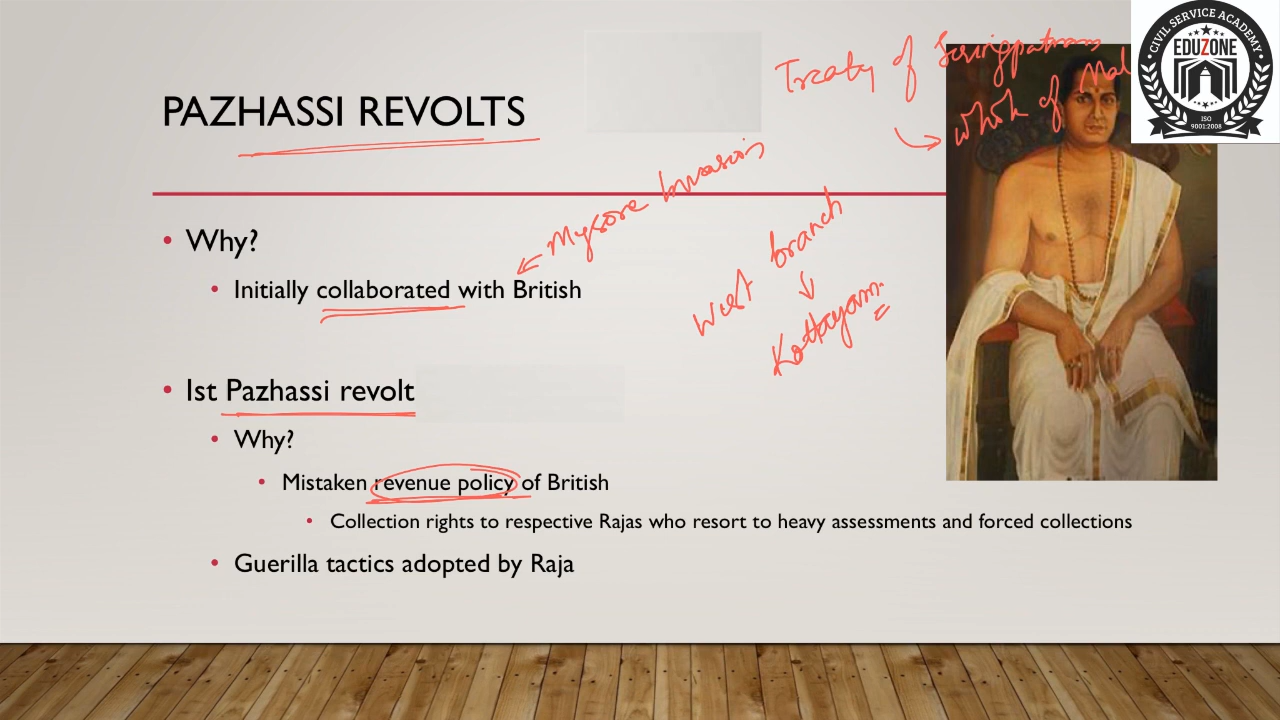 CIVIL SERVICE ACADEMY
EDUZONE
ISO
9001:2008
Treaty of
whole of Mal
PAZHASSI REVOLTS
Mysore Invasion
West branch
Kottayam
• Why?
• Initially collaborated with British
• Ist Pazhassi revolt
• Why?
• Mistaken revenue policy of British
• Collection rights to respective Rajas who resort to heavy assessments and forced collections
• Guerilla tactics adopted by Raja